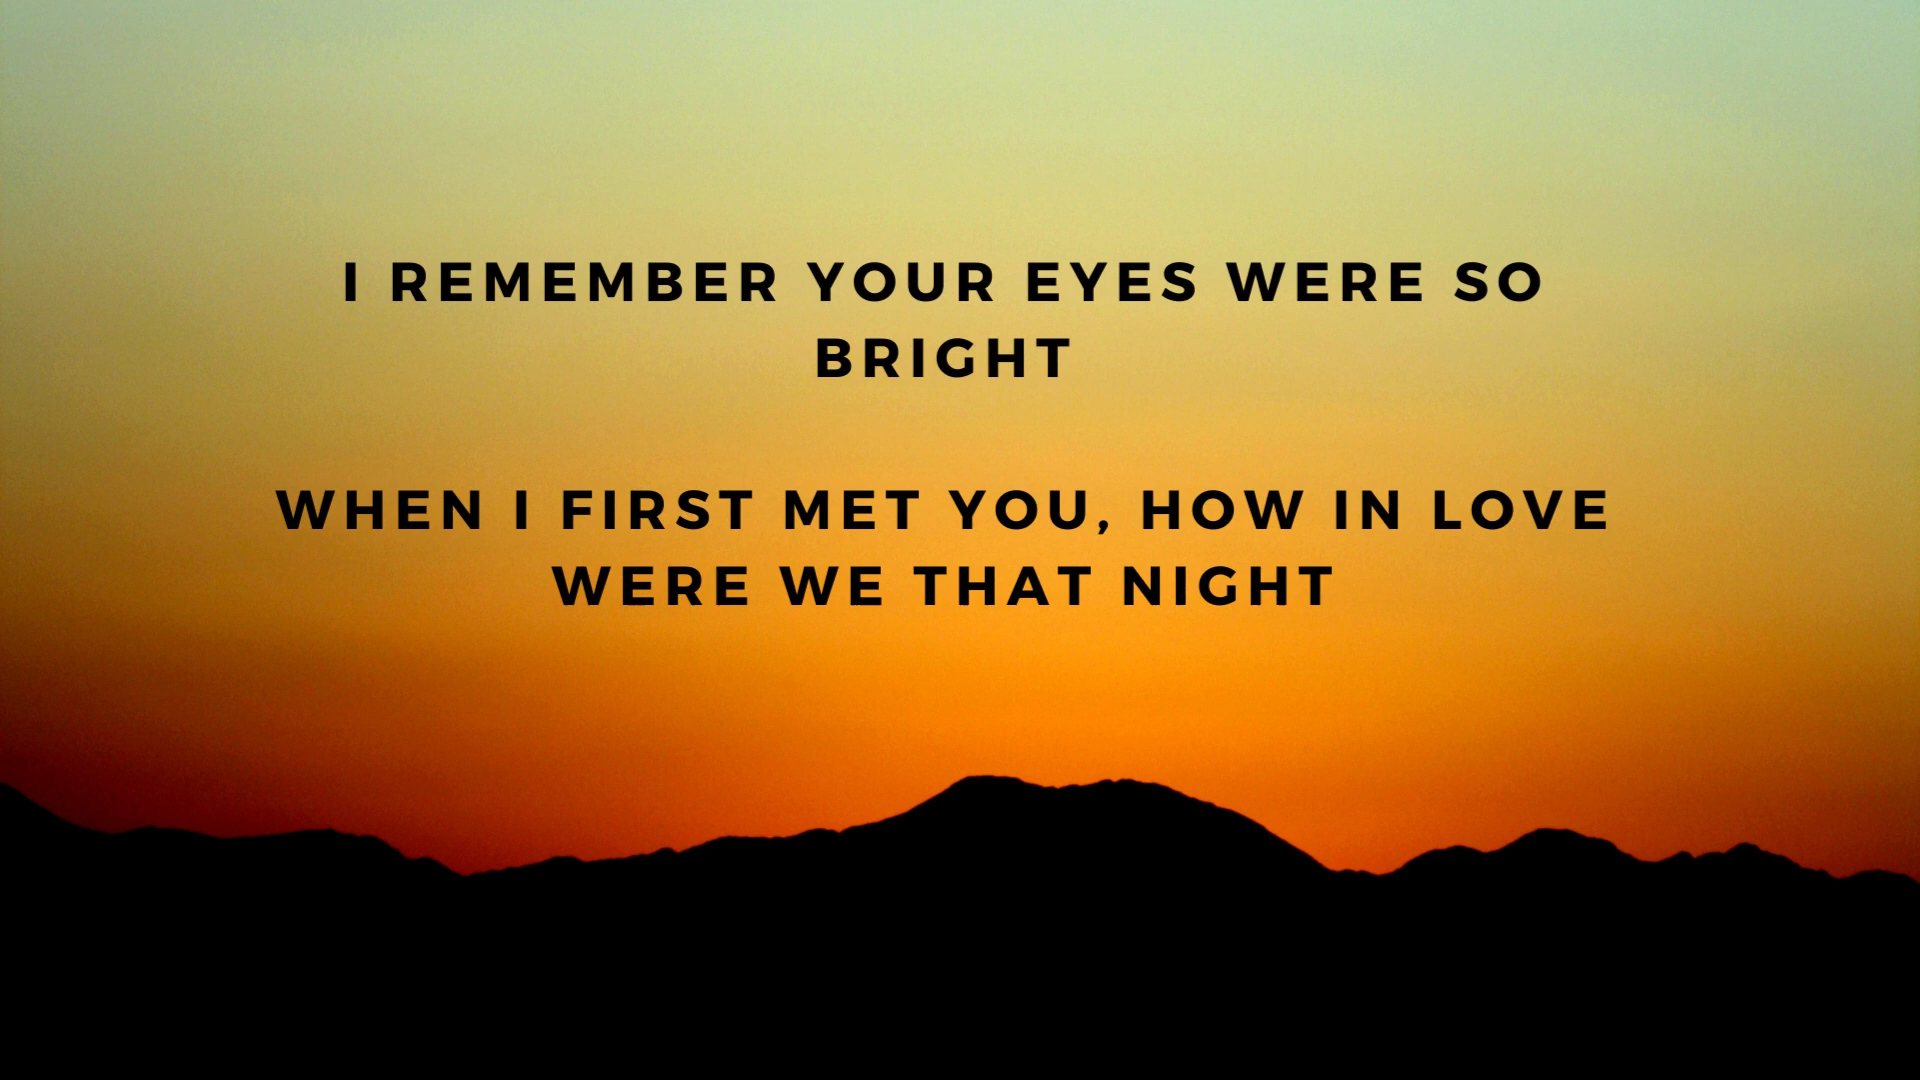 I REMEMBER YOUR EYES WERE SO
BRIGHT
WHEN I FIRST MET YOU, HOW IN LOVE
WERE WE THAT NIGHT